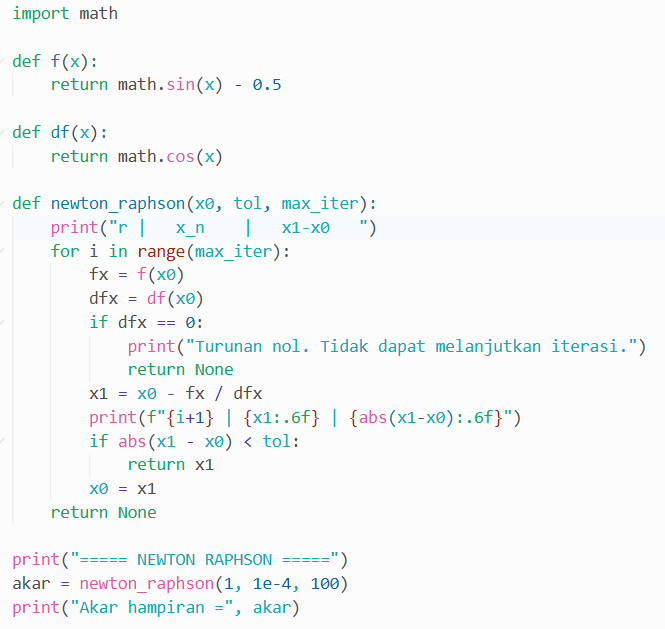 import math
def f(x):
    return math.sin(x) - 0.5
def df(x):
    return math.cos(x)
def newton_raphson(x0, tol, max_iter):
    print("r |   x_n    |   x1-x0   ")
    for i in range(max_iter):
        fx = f(x0)
        dfx = df(x0)
        if dfx == 0:
            print("Turunan nol. Tidak dapat melanjutkan iterasi.")
            return None
        x1 = x0 - fx / dfx
        print(f"{i+1} | {x1:.6f} | {abs(x1-x0):.6f}")
        if abs(x1 - x0) < tol:
            return x1
        x0 = x1
    return None
print("===== NEWTON RAPHSON =====")
akar = newton_raphson(1, 1e-4, 100)
print("Akar hampiran =", akar)